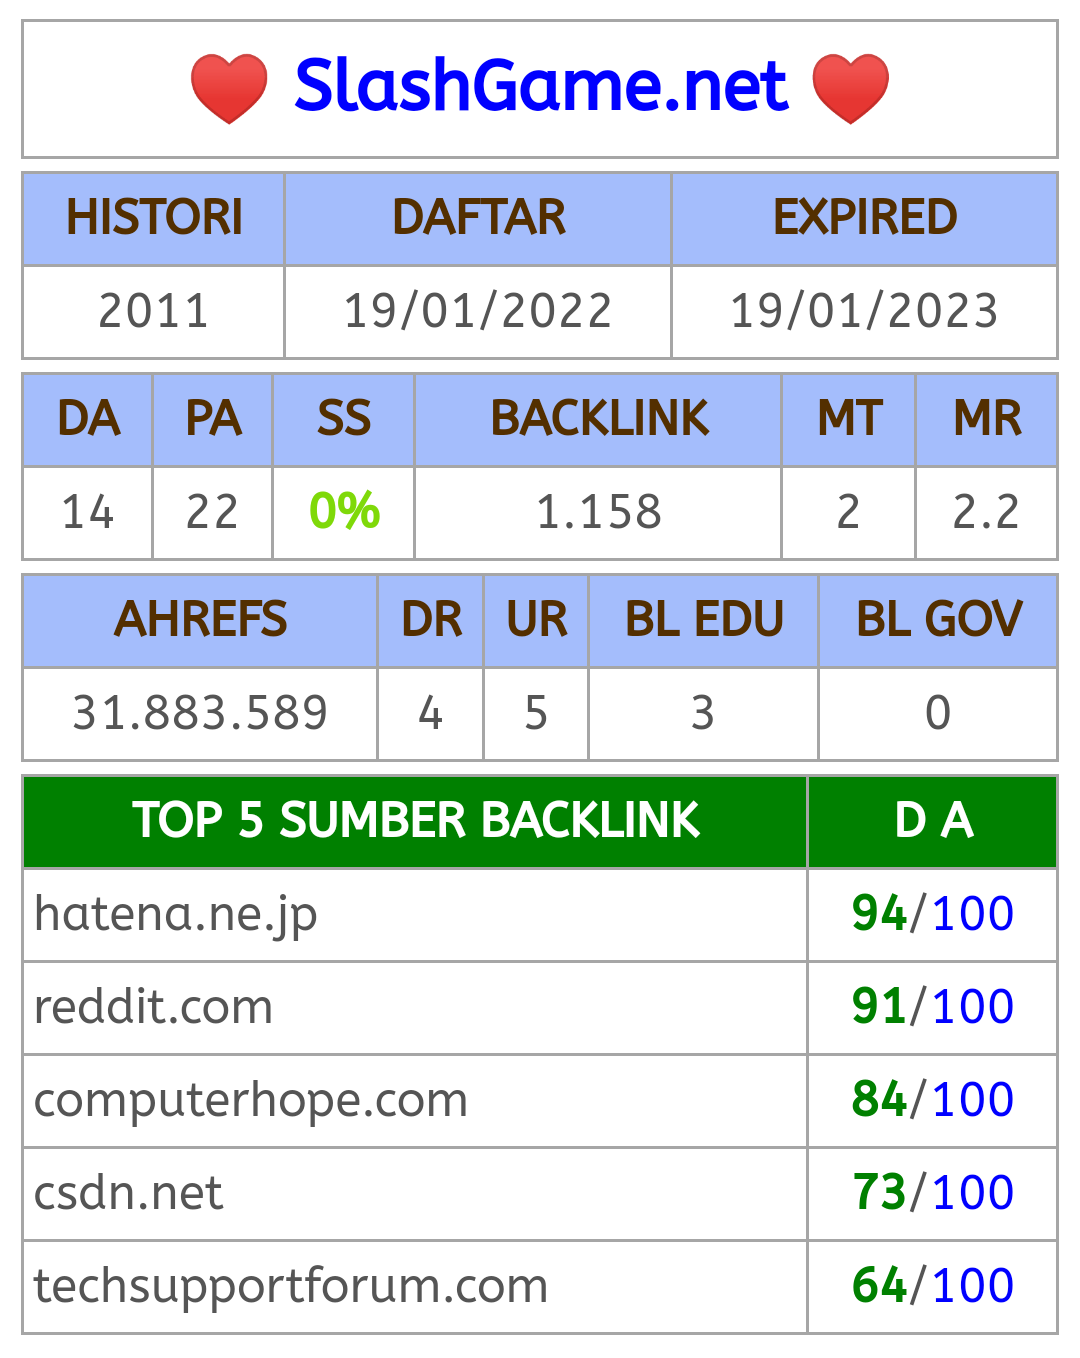 SlashGame.net
HISTORI DAFTAR EXPIRED
2011 19/01/2022 19/01/2023
DA PA SS BACKLINK MT MR
14 22 0% 1.158 2 2.2
AHREFS DR UR BL EDU BL GOV
31.883.589 4 5 3 0
TOP 5 SUMBER BACKLINK D A
hatena.ne.jp 94/100
reddit.com 91/100
computerhope.com 84/100
csdn.net 73/100
techsupportforum.com 64/100